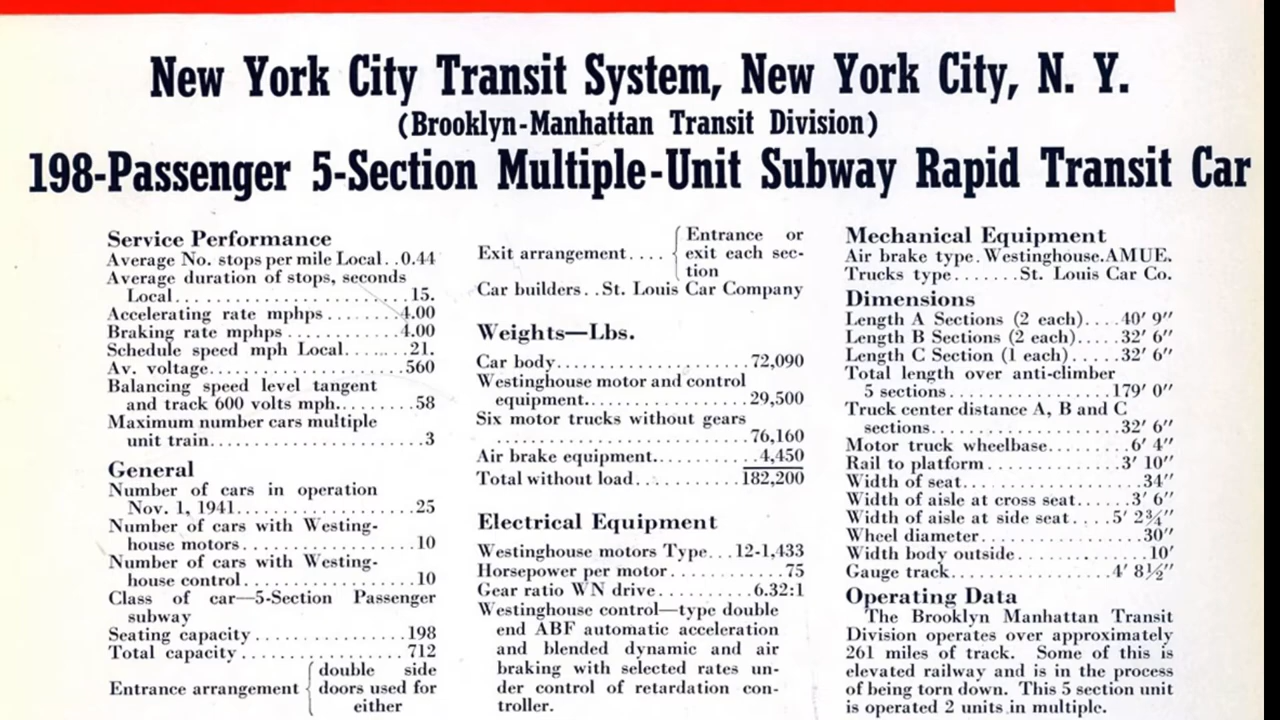 New York City Transit System, New York City, N. Y.
(Brooklyn-Manhattan Transit Division)
198-Passenger 5-Section Multiple-Unit Subway Rapid Transit Car
Service Performance
Average No. stops per mile Local..0.44
Average duration of stops, seconds
Local..........................15.
Accelerating rate mphps........4.00
Braking rate mphps............4.00
Schedule speed mph Local........21.
Av. voltage.....................560
Balancing speed level tangent
and track 600 volts mph.........58
Maximum number cars multiple
unit train.......................3
General
Number of cars in operation
Nov. 1, 1941....................25
Number of cars with Westing-
house motors....................10
Number of cars with Westing-
house control...................10
Class of car—5-Section Passenger
subway
Seating capacity................198
Total capacity..................712
Entrance arrangement { double side
doors used for
either
Exit arrangement.... { Entrance or
exit each sec-
tion
Car builders..St. Louis Car Company
Weights—Lbs.
Car body....................72,090
Westinghouse motor and control
equipment..................29,500
Six motor trucks without gears
............................76,160
Air brake equipment...........4,450
Total without load..........182,200
Electrical Equipment
Westinghouse motors Type...12-1,433
Horsepower per motor............75
Gear ratio WN drive.........6.32:1
Westinghouse control—type double
end ABF automatic acceleration
and blended dynamic and air
braking with selected rates un-
der control of retardation con-
troller.
Mechanical Equipment
Air brake type.Westinghouse.AMUE.
Trucks type.......St. Louis Car Co.
Dimensions
Length A Sections (2 each)....40′ 9″
Length B Sections (2 each).....32′ 6″
Length C Section (1 each)......32′ 6″
Total length over anti-climber
5 sections..................179′ 0″
Truck center distance A, B and C
sections.....................32′ 6″
Motor truck wheelbase.........6′ 4″
Rail to platform.............3′ 10″
Width of seat...................34″
Width of aisle at cross seat......3′ 6″
Width of aisle at side seat....5′ 2¾″
Wheel diameter..................30″
Width body outside..............10′
Gauge track.................4′ 8½″
Operating Data
The Brooklyn Manhattan Transit
Division operates over approximately
261 miles of track. Some of this is
elevated railway and is in the process
of being torn down. This 5 section unit
is operated 2 units in multiple.